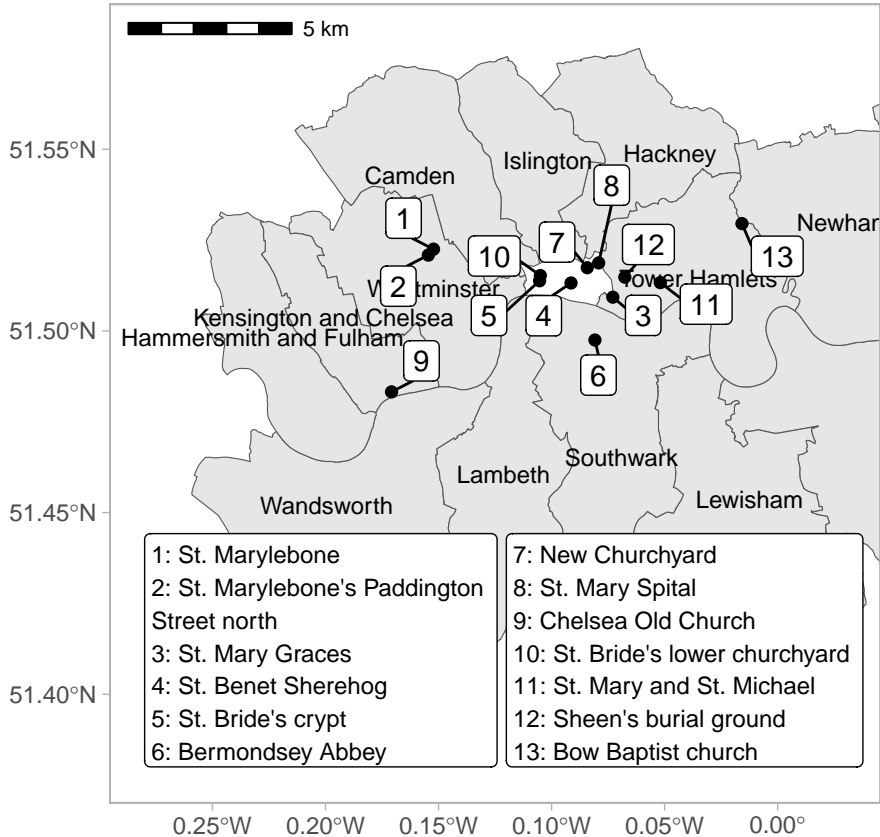 5 km
51.55°N
51.50°N
51.45°N
51.40°N
Hackney
Islington
Camden
Newham
Tower Hamlets
Westminster
Kensington and Chelsea
Hammersmith and Fulham
Southwark
Lambeth
Lewisham
Wandsworth
8
1
7
12
10
13
2
5
4
3
11
9
6
1: St. Marylebone
2: St. Marylebone's Paddington
Street north
3: St. Mary Graces
4: St. Benet Sherehog
5: St. Bride's crypt
6: Bermondsey Abbey
7: New Churchyard
8: St. Mary Spital
9: Chelsea Old Church
10: St. Bride's lower churchyard
11: St. Mary and St. Michael
12: Sheen's burial ground
13: Bow Baptist church
0.25°W
0.20°W
0.15°W
0.10°W
0.05°W
0.00°